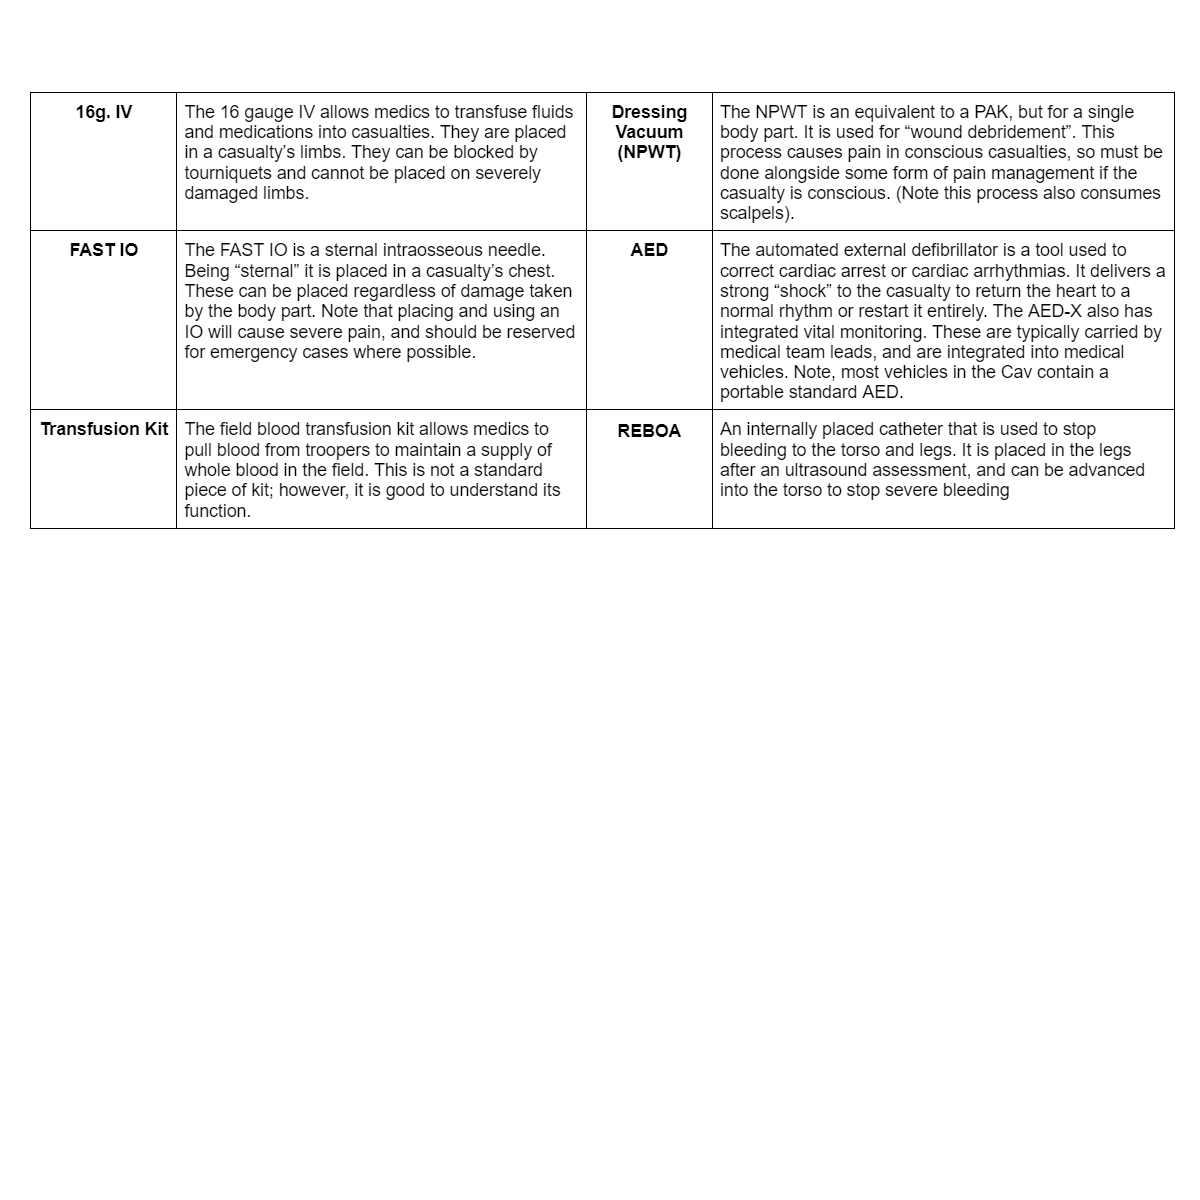 16g. IV
The 16 gauge IV allows medics to transfuse fluids
and medications into casualties. They are placed
in a casualty’s limbs. They can be blocked by
tourniquets and cannot be placed on severely
damaged limbs.
Dressing
Vacuum
(NPWT)
The NPWT is an equivalent to a PAK, but for a single
body part. It is used for “wound debridement”. This
process causes pain in conscious casualties, so must be
done alongside some form of pain management if the
casualty is conscious. (Note this process also consumes
scalpels).
FAST IO
The FAST IO is a sternal intraosseous needle.
Being “sternal” it is placed in a casualty’s chest.
These can be placed regardless of damage taken
by the body part. Note that placing and using an
IO will cause severe pain, and should be reserved
for emergency cases where possible.
AED
The automated external defibrillator is a tool used to
correct cardiac arrest or cardiac arrhythmias. It delivers a
strong “shock” to the casualty to return the heart to a
normal rhythm or restart it entirely. The AED-X also has
integrated vital monitoring. These are typically carried by
medical team leads, and are integrated into medical
vehicles. Note, most vehicles in the Cav contain a
portable standard AED.
Transfusion Kit
The field blood transfusion kit allows medics to
pull blood from troopers to maintain a supply of
whole blood in the field. This is not a standard
piece of kit; however, it is good to understand its
function.
REBOA
An internally placed catheter that is used to stop
bleeding to the torso and legs. It is placed in the legs
after an ultrasound assessment, and can be advanced
into the torso to stop severe bleeding